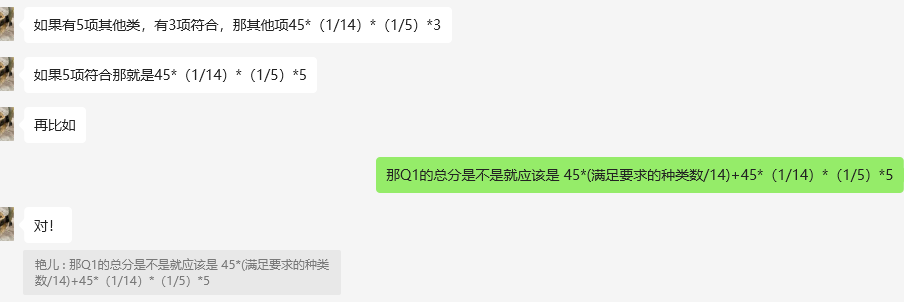 如果有5项其他类，有3项符合，那其他项45*（1/14）*（1/5）*3
如果5项符合那就是45*（1/14）*（1/5）*5
再比如
那Q1的总分是不是就应该是 45*(满足要求的种类数/14)+45*（1/14）*（1/5）*5
对！
艳儿 : 那Q1的总分是不是就应该是 45*(满足要求的种类
数/14)+45*（1/14）*（1/5）*5